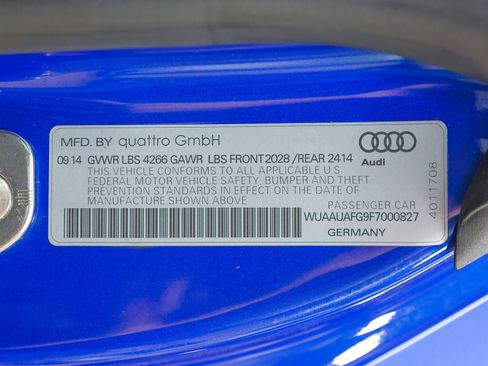 MFD. BY quattro GmbH
09 14 GVWR LBS 4266 GAWR LBS FRONT 2028 /REAR 2414
THIS VEHICLE CONFORMS TO ALL APPLICABLE U.S
FEDERAL MOTOR VEHICLE SAFETY, BUMPER AND THEFT
PREVENTION STANDARDS IN EFFECT ON THE DATE OF
MANUFACTURE SHOWN ABOVE.
Audi
4011708
PASSENGER CAR
WUAAUAFG9F7000827
GERMANY